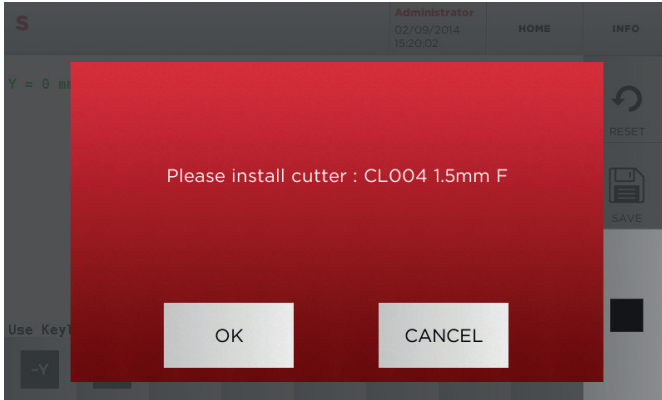 S
Administrator
02/09/2014
15:20:02
HOME
INFO
Y = 0 mm
RESET
Please install cutter : CL004 1.5mm F
SAVE
Use Key
OK
CANCEL
-Y